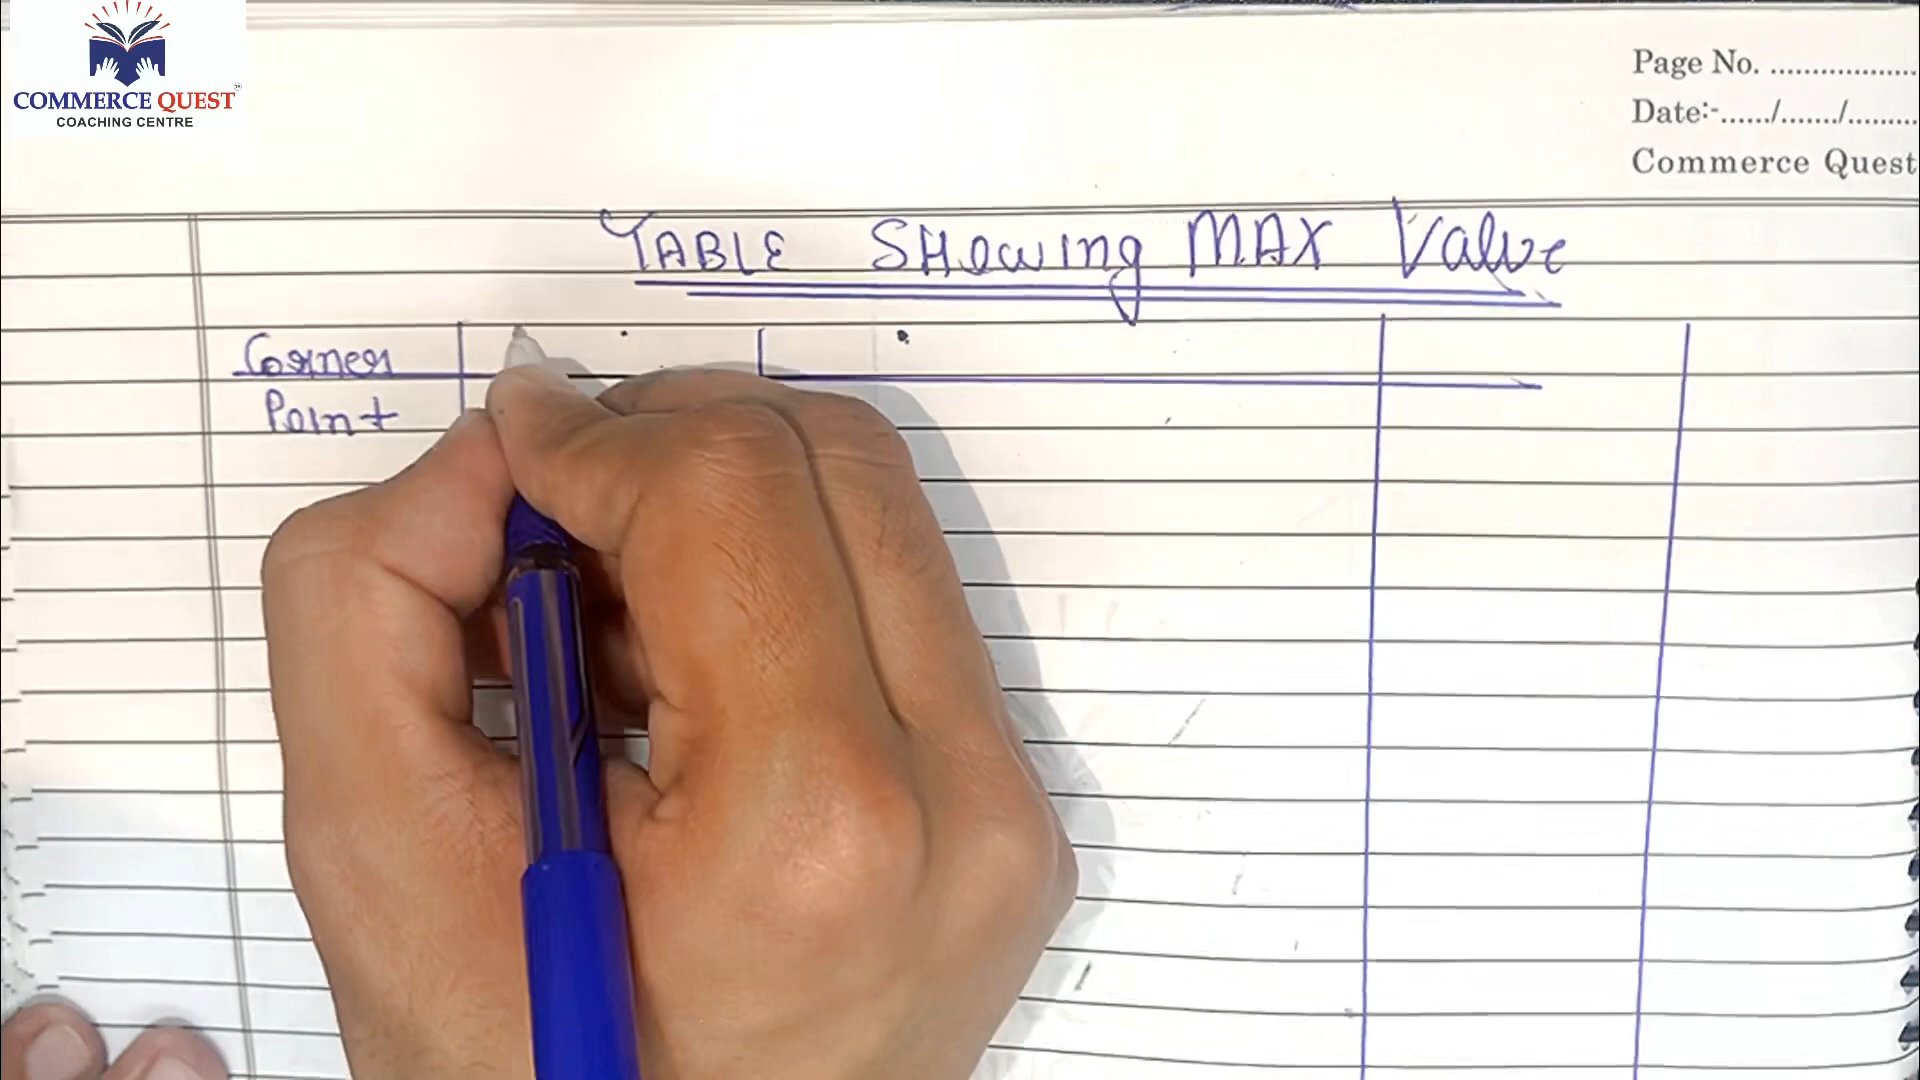 COMMERCE QUEST
COACHING CENTRE
Page No. ..................
Date:-....../......./.........
Commerce Quest
TABLE SHowing MAX Value
Corner
Point